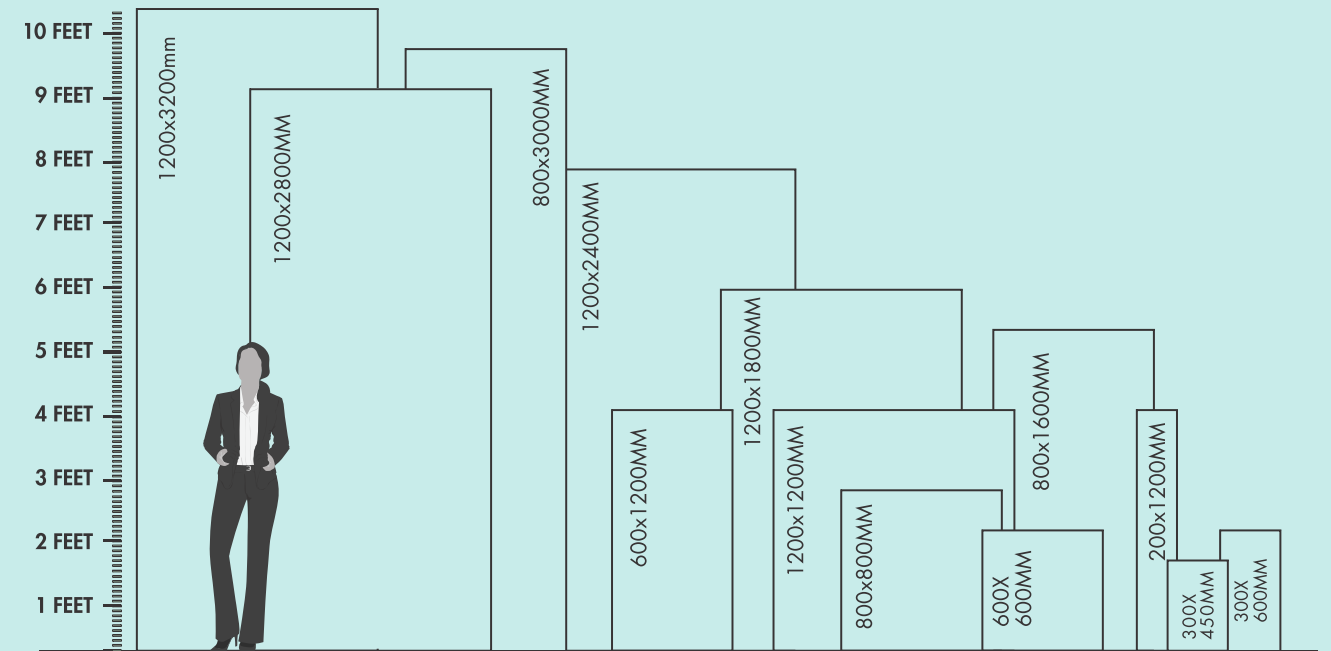 10 FEET
9 FEET
8 FEET
7 FEET
6 FEET
5 FEET
4 FEET
3 FEET
2 FEET
1 FEET
1200x3200mm
1200x2800MM
800x3000MM
1200x2400MM
600x1200MM
1200x1800MM
1200x1200MM
800x800MM
600X
600MM
800x1600MM
200x1200MM
300X
450MM
300X
600MM